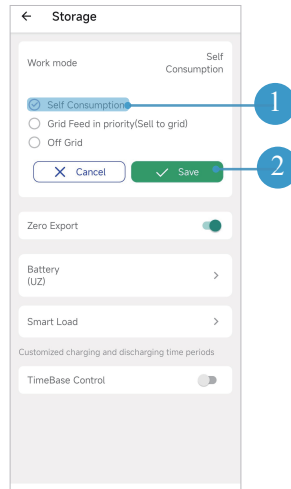 Storage
Work mode
Self
Consumption
Self Consumption
1
Grid Feed in priority(Sell to grid)
Off Grid
Cancel
Save
2
Zero Export
Battery
(UZ)
Smart Load
Customized charging and discharging time periods
TimeBase Control